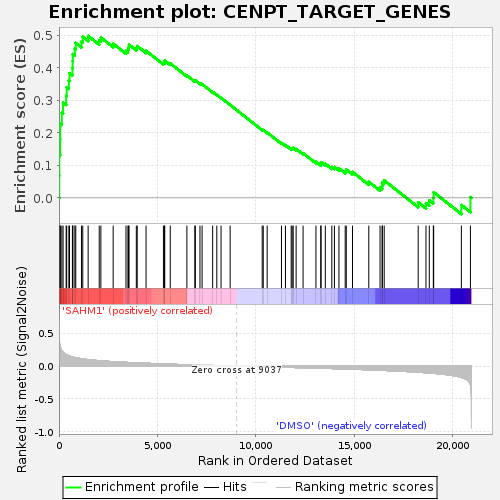 Enrichment plot: CENPT_TARGET_GENES
Enrichment score (ES)
0.5
0.4
0.3
0.2
0.1
0.0
'SAHM1' (positively correlated)
Ranked list metric (Signal2Noise)
0.5
0.0
-0.5
-1.0
Zero cross at 9037
'DMSO' (negatively correlated)
0
5,000
10,000
15,000
20,000
Rank in Ordered Dataset
Enrichment profile
Hits
Ranking metric scores